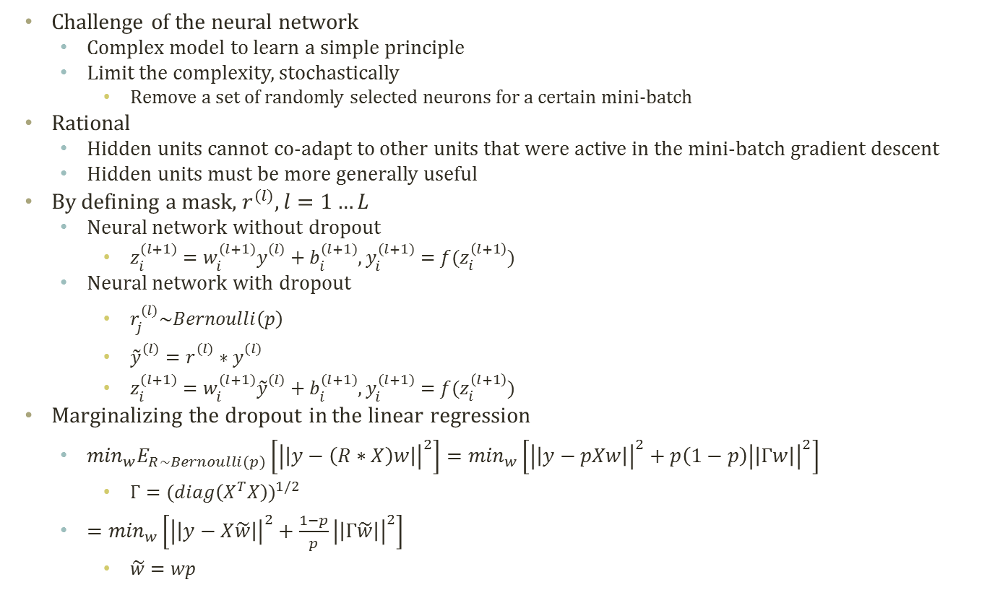 • Challenge of the neural network
• Complex model to learn a simple principle
• Limit the complexity, stochastically
• Remove a set of randomly selected neurons for a certain mini-batch
• Rational
• Hidden units cannot co-adapt to other units that were active in the mini-batch gradient descent
• Hidden units must be more generally useful
• By defining a mask, $r^{(l)}, l = 1 \ldots L$
• Neural network without dropout
• $z_i^{(l+1)} = w_i^{(l+1)} y^{(l)} + b_i^{(l+1)}, y_i^{(l+1)} = f(z_i^{(l+1)})$
• Neural network with dropout
• $r_j^{(l)} \sim Bernoulli(p)$
• $\tilde{y}^{(l)} = r^{(l)} * y^{(l)}$
• $z_i^{(l+1)} = w_i^{(l+1)} \tilde{y}^{(l)} + b_i^{(l+1)}, y_i^{(l+1)} = f(z_i^{(l+1)})$
• Marginalizing the dropout in the linear regression
• $min_w E_{R \sim Bernoulli(p)} \left[ ||y - (R * X)w||^2 \right] = min_w \left[ ||y - pXw||^2 + p(1-p)||\Gamma w||^2 \right]$
• $\Gamma = (diag(X^T X))^{1/2}$
• $= min_w \left[ ||y - X\tilde{w}||^2 + \frac{1-p}{p} ||\Gamma \tilde{w}||^2 \right]$
• $\tilde{w} = wp$